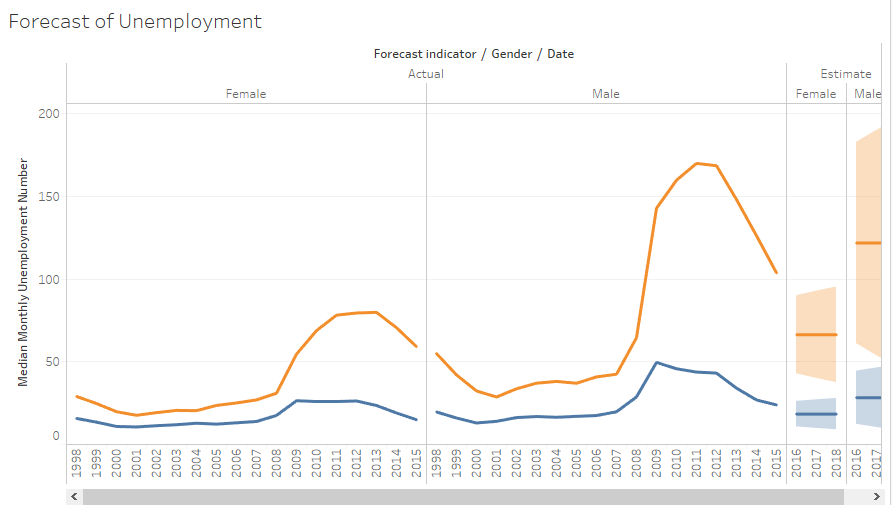 Forecast of Unemployment
Forecast indicator / Gender / Date
Actual
Estimate
Female
Male
Female
Male
Median Monthly Unemployment Number
200
150
100
50
0
1998 1999 2000 2001 2002 2003 2004 2005 2006 2007 2008 2009 2010 2011 2012 2013 2014 2015 1998 1999 2000 2001 2002 2003 2004 2005 2006 2007 2008 2009 2010 2011 2012 2013 2014 2015 2016 2017 2018 2016 2017